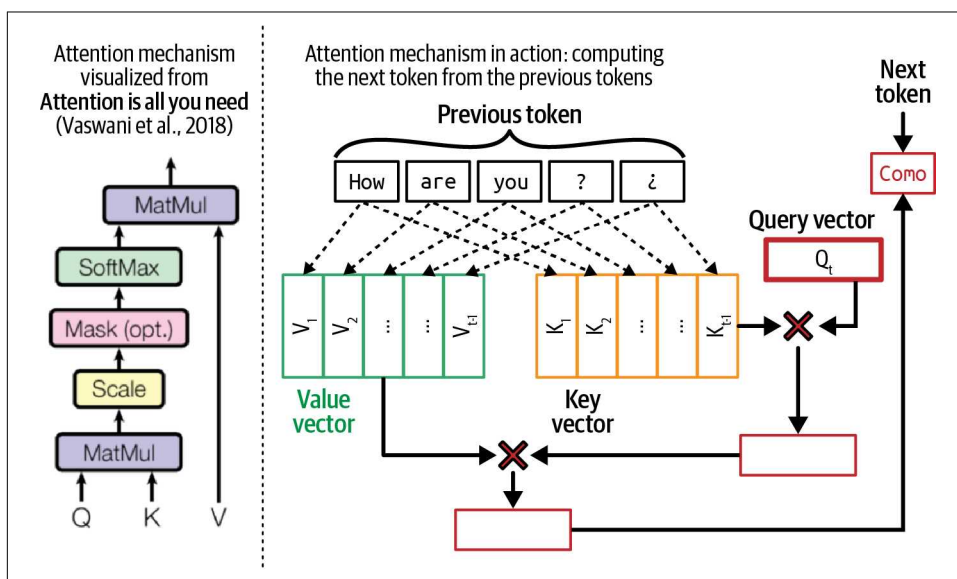 Attention mechanism
visualized from
Attention is all you need
(Vaswani et al., 2018)
MatMul
SoftMax
Mask (opt.)
Scale
MatMul
Q K V
Attention mechanism in action: computing
the next token from the previous tokens
Previous token
How are you ? ¿
Next
token
Como
Query vector
Qt
V1 V2 ... ... Vt-1
K1 K2 ... ... Kt-1
Value
vector
Key
vector